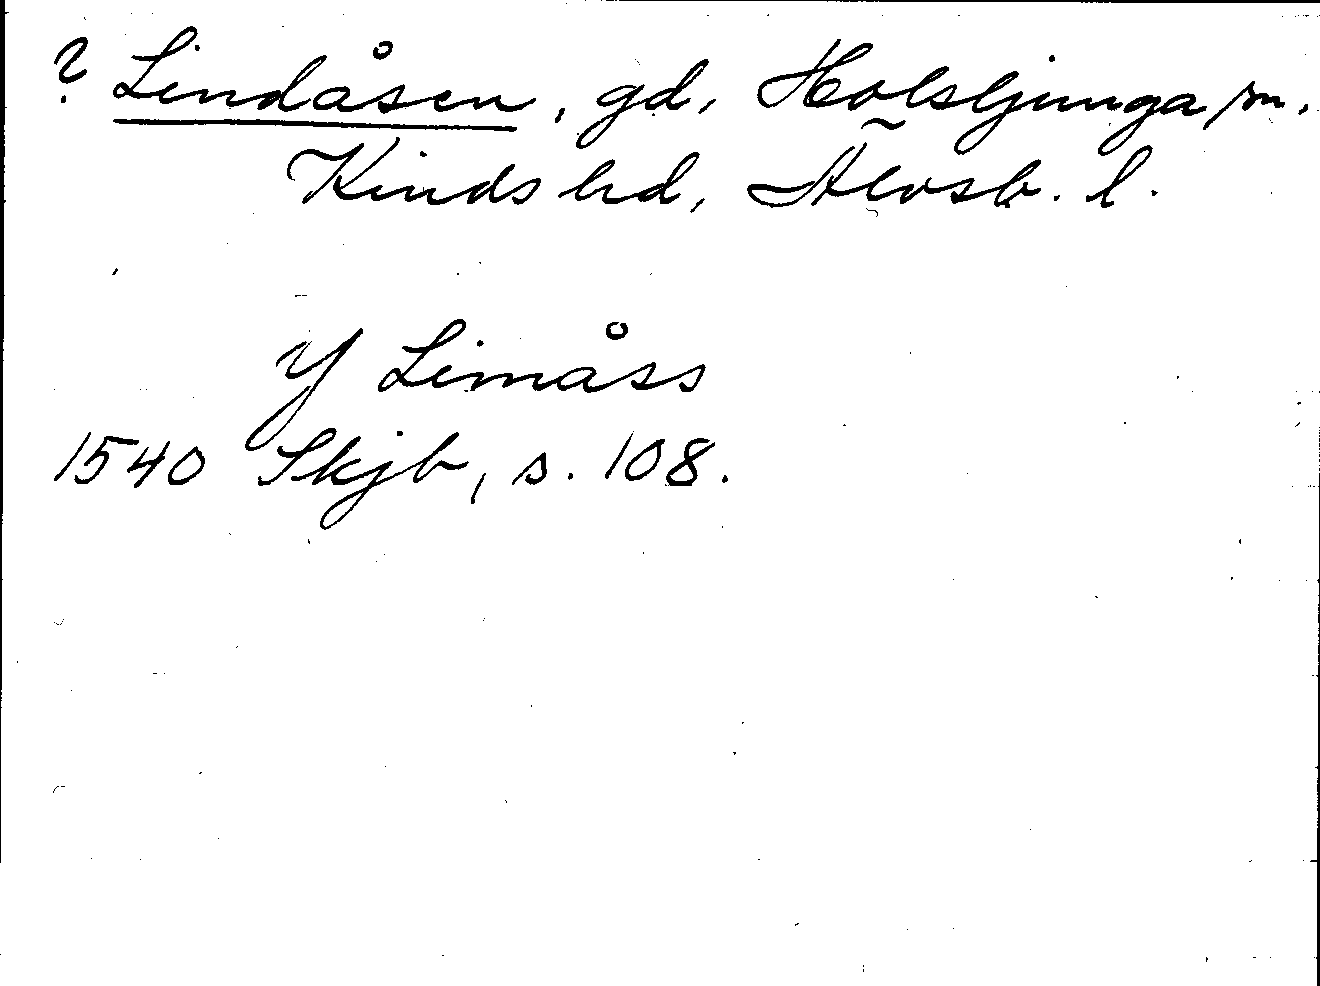 ? Lindåsen, gd, Holsljunga sn.
Kinds hd, Älvsb. l.
Y Limåss
1540 Skjb, s. 108.